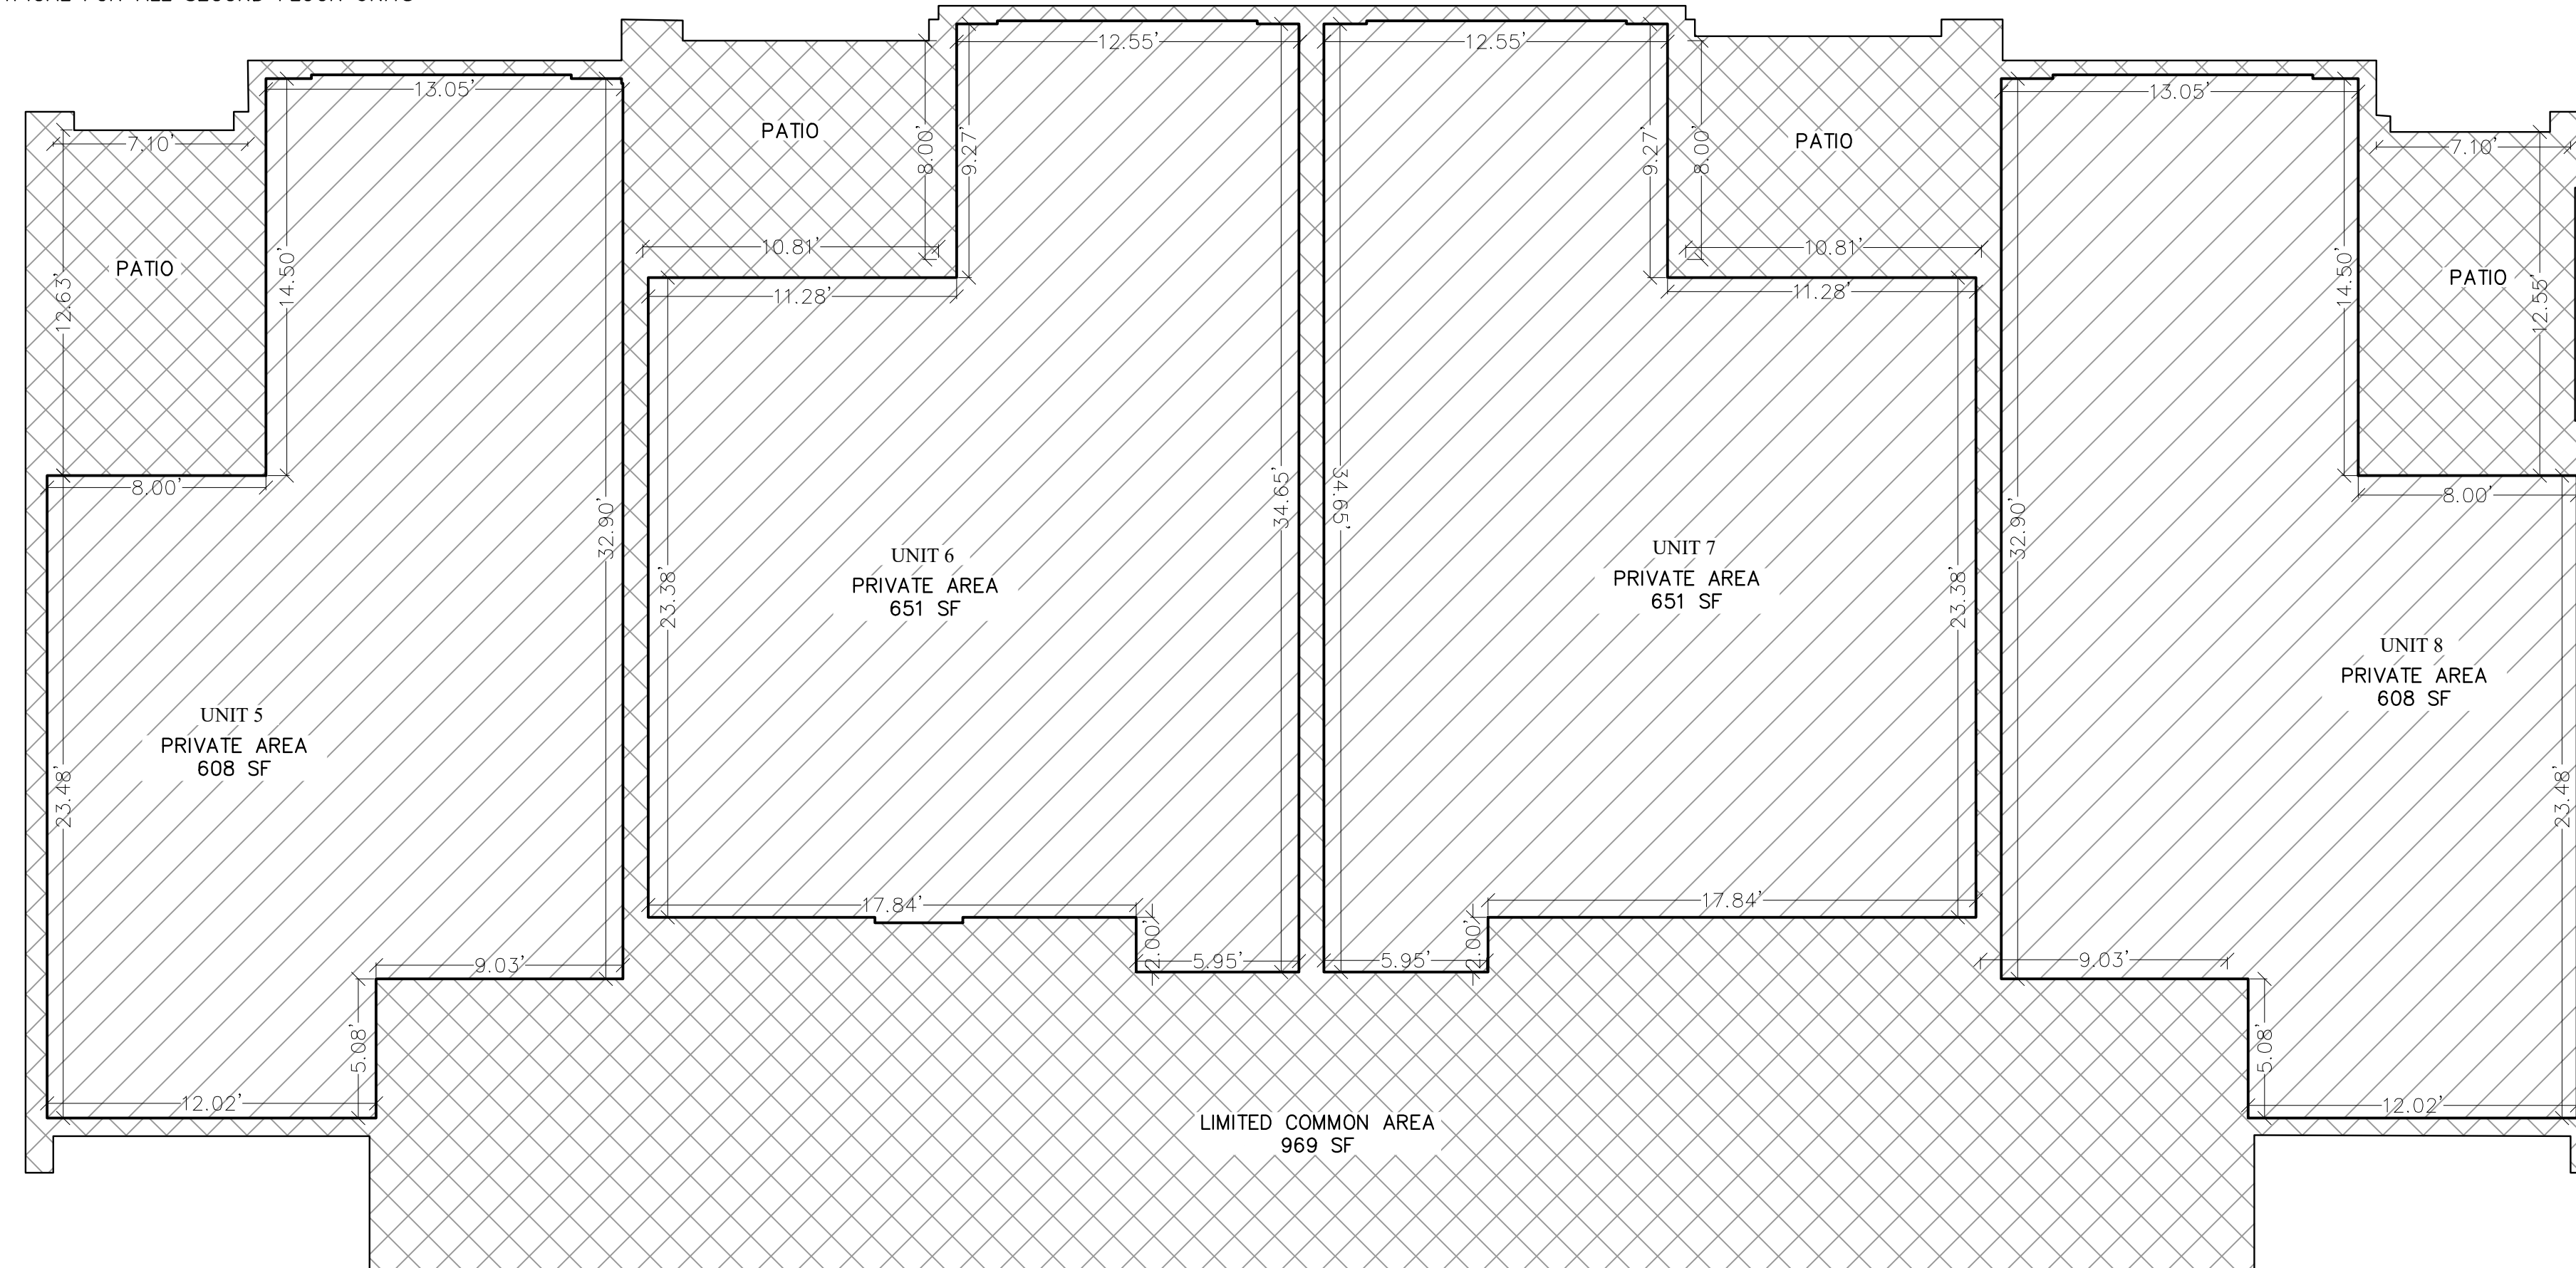 FOR ALL SECOND FLOOR UNITS
12.55'
12.55'
13.05'
13.05'
7.10'
PATIO
8.00'
9.27'
9.27'
8.00'
PATIO
7.10'
10.81'
10.81'
PATIO
12.63'
14.50'
11.28'
11.28'
14.50'
PATIO
12.55'
8.00'
32.90'
34.65'
34.65'
32.90'
8.00'
UNIT 6
PRIVATE AREA
651 SF
23.38'
UNIT 7
PRIVATE AREA
651 SF
23.38'
UNIT 8
PRIVATE AREA
608 SF
UNIT 5
PRIVATE AREA
608 SF
23.48'
23.48'
17.84'
17.84'
2.00'
2.00'
9.03'
5.95'
5.95'
9.03'
5.08'
5.08'
12.02'
12.02'
LIMITED COMMON AREA
969 SF